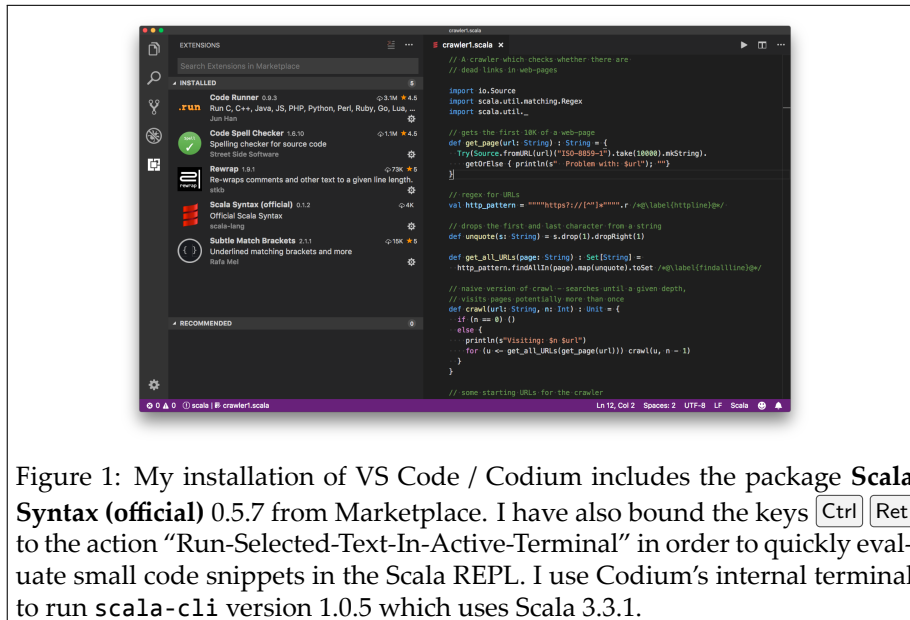 crawler1.scala
EXTENSIONS
Search Extensions in Marketplace
INSTALLED 5
Code Runner 0.9.3 3.1M ★ 4.5
Run C, C++, Java, JS, PHP, Python, Perl, Ruby, Go, Lua, ...
Jun Han
.run
Code Spell Checker 1.6.10 1.1M ★ 4.5
Spelling checker for source code
Street Side Software
Rewrap 1.9.1 73K ★ 5
Re-wraps comments and other text to a given line length.
stkb
rewrap
Scala Syntax (official) 0.1.2 4K
Official Scala Syntax
scala-lang
Subtle Match Brackets 2.1.1 16K ★ 5
Underlined matching brackets and more
Rafa Mel
RECOMMENDED 0
crawler1.scala ×
// A crawler which checks whether there are
// dead links in web-pages
import io.Source
import scala.util.matching.Regex
import scala.util._
// gets the first 10K of a web-page
def get_page(url: String) : String = {
Try(Source.fromURL(url)("ISO-8859-1").take(10000).mkString).
getOrElse { println(s" Problem with: $url"); ""}
}
// regex for URLs
val http_pattern = """"https?://[^"]*"""".r /*@\label{httpline}@*/
// drops the first and last character from a string
def unquote(s: String) = s.drop(1).dropRight(1)
def get_all_URLs(page: String) : Set[String] =
http_pattern.findAllIn(page).map(unquote).toSet /*@\label{findallline}@*/
// naive version of crawl - searches until a given depth,
// visits pages potentially more than once
def crawl(url: String, n: Int) : Unit = {
if (n == 0) ()
else {
println(s"Visiting: $n $url")
for (u <- get_all_URLs(get_page(url))) crawl(u, n - 1)
}
}
// some starting URLs for the crawler
0 0 scala | crawler1.scala Ln 12, Col 2 Spaces: 2 UTF-8 LF Scala
Figure 1: My installation of VS Code / Codium includes the package Scala
Syntax (official) 0.5.7 from Marketplace. I have also bound the keys Ctrl Ret
to the action “Run-Selected-Text-In-Active-Terminal” in order to quickly eval-
uate small code snippets in the Scala REPL. I use Codium’s internal terminal
to run scala-cli version 1.0.5 which uses Scala 3.3.1.